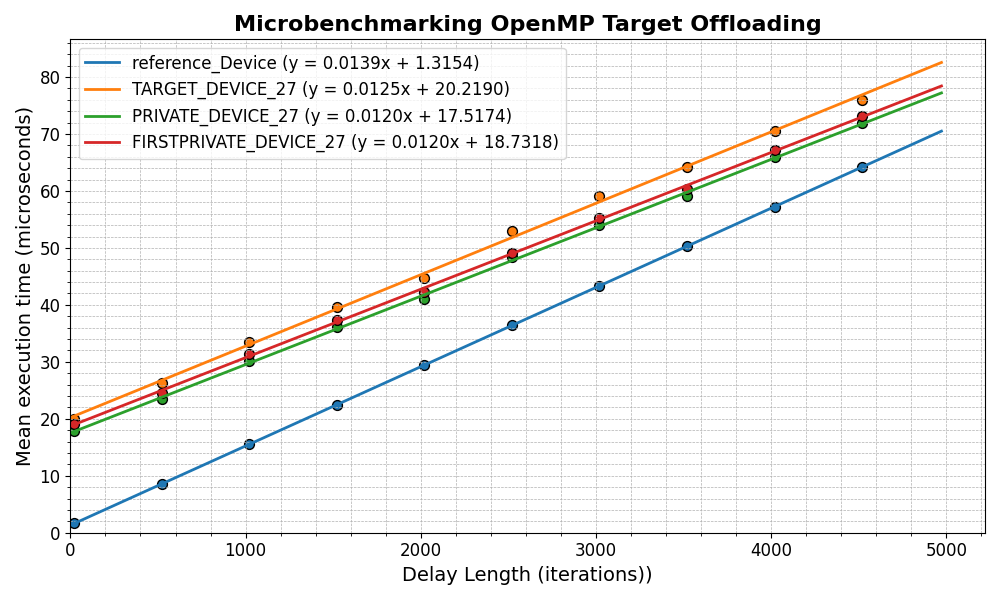 Microbenchmarking OpenMP Target Offloading
reference_Device (y = 0.0139x + 1.3154)
TARGET_DEVICE_27 (y = 0.0125x + 20.2190)
PRIVATE_DEVICE_27 (y = 0.0120x + 17.5174)
FIRSTPRIVATE_DEVICE_27 (y = 0.0120x + 18.7318)
Mean execution time (microseconds)
80
70
60
50
40
30
20
10
0
0 1000 2000 3000 4000 5000
Delay Length (iterations))